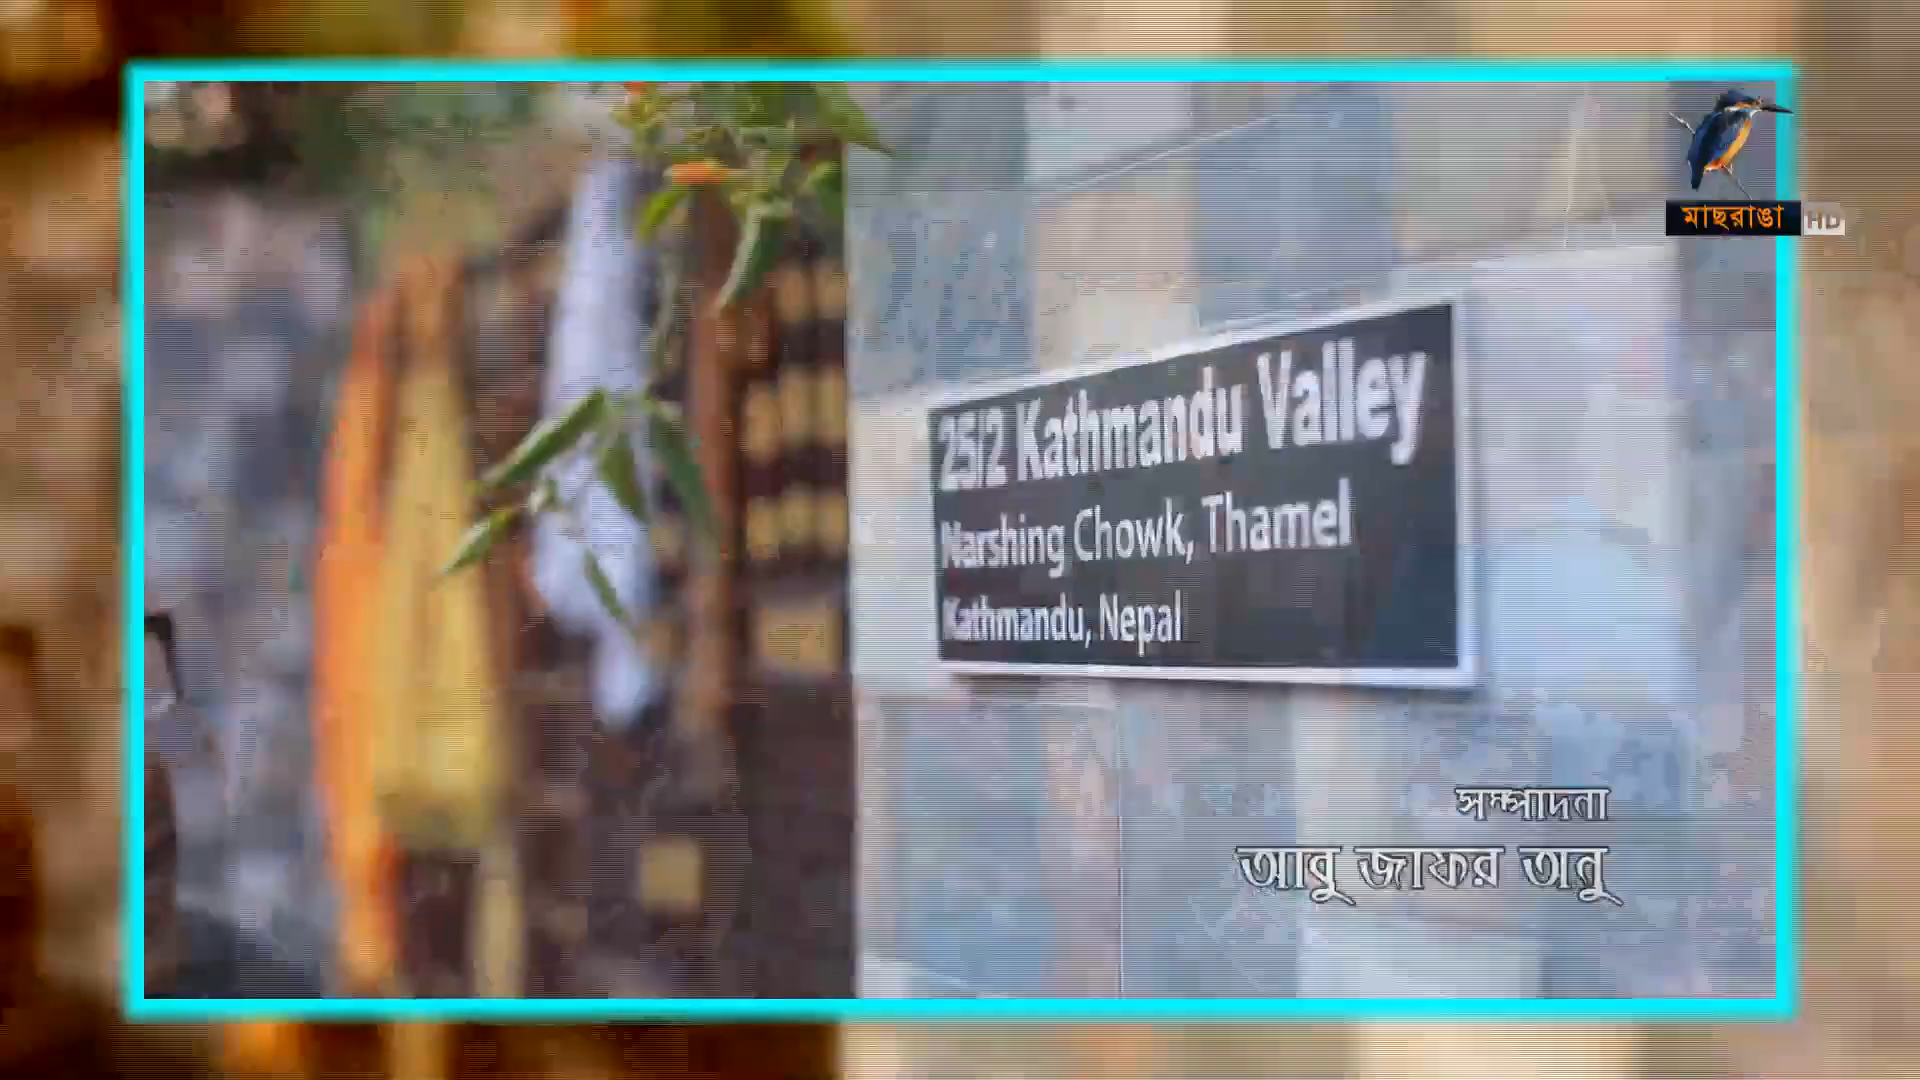 মাছরাঙা HD
25/2 Kathmandu Valley
Narshing Chowk, Thamel
Kathmandu, Nepal
সম্পাদনা
আবু জাফর অনু